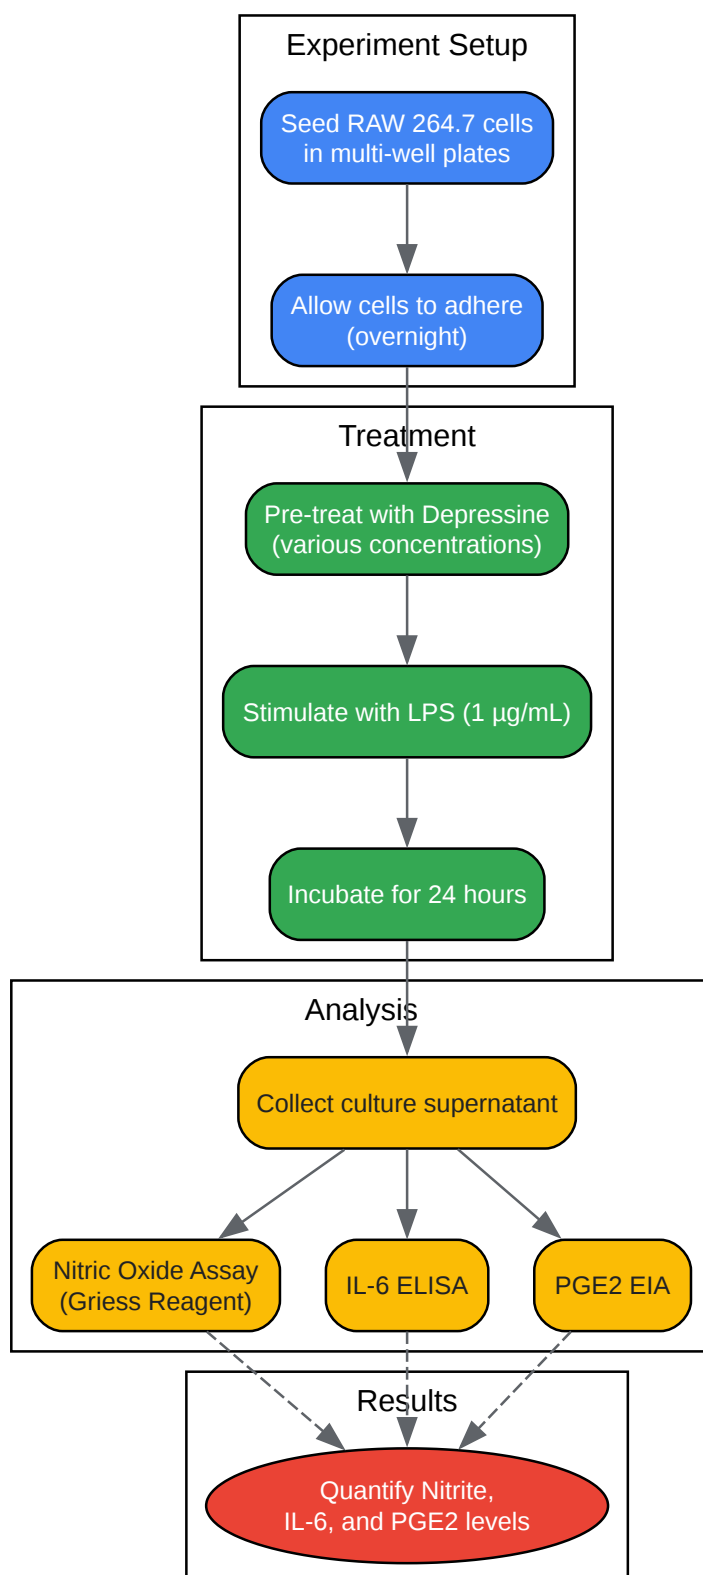 Experiment Setup
Seed RAW 264.7 cells
in multi-well plates
Allow cells to adhere
(overnight)
Treatment
Pre-treat with Depressine
(various concentrations)
Stimulate with LPS (1 µg/mL)
Incubate for 24 hours
Analysis
Collect culture supernatant
Nitric Oxide Assay
(Griess Reagent)
IL-6 ELISA
PGE2 EIA
Results
Quantify Nitrite,
IL-6, and PGE2 levels